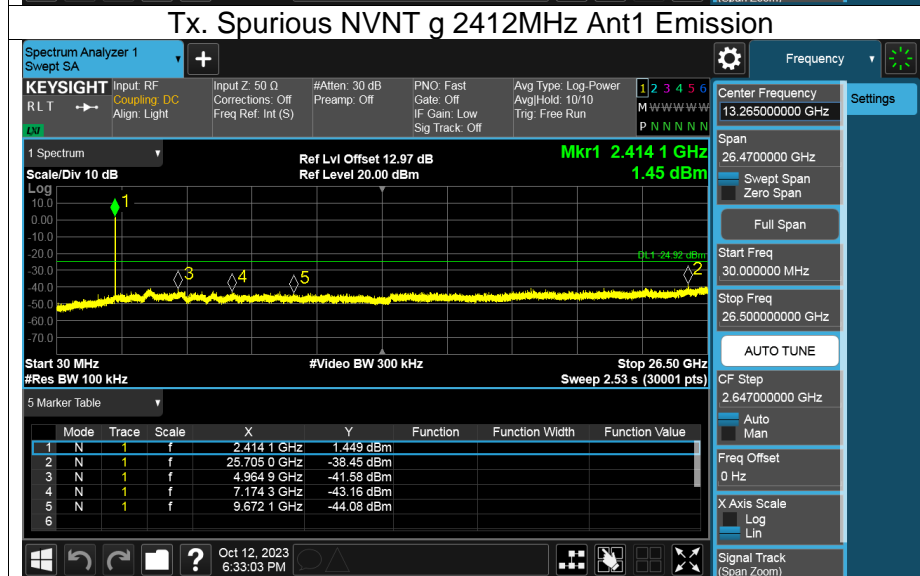 (Span Zoom)
Tx. Spurious NVNT g 2412MHz Ant1 Emission
Spectrum Analyzer 1
Swept SA
+
Frequency
KEYSIGHT
RLT
LXI
Input: RF
Coupling: DC
Align: Light
Input Z: 50 Ω
Corrections: Off
Freq Ref: Int (S)
#Atten: 30 dB
Preamp: Off
PNO: Fast
Gate: Off
IF Gain: Low
Sig Track: Off
Avg Type: Log-Power
Avg|Hold: 10/10
Trig: Free Run
1 2 3 4 5 6
M W W W W W
P N N N N N
Center Frequency
13.265000000 GHz
Settings
1 Spectrum
Scale/Div 10 dB
Ref Lvl Offset 12.97 dB
Ref Level 20.00 dBm
Mkr1 2.414 1 GHz
1.45 dBm
Span
26.4700000 GHz
Swept Span
Zero Span
Full Span
Start Freq
30.000000 MHz
Stop Freq
26.500000000 GHz
AUTO TUNE
CF Step
2.647000000 GHz
Auto
Man
Freq Offset
0 Hz
X Axis Scale
Log
Lin
Signal Track
(Span Zoom)
Log
10.0
0.00
-10.0
-20.0
-30.0
-40.0
-50.0
-60.0
-70.0
1
3
4
5
2
DL1 -24.92 dBm
Start 30 MHz
#Video BW 300 kHz
Stop 26.50 GHz
#Res BW 100 kHz
Sweep 2.53 s (30001 pts)
5 Marker Table
Mode Trace Scale X Y Function Function Width Function Value
1 N 1 f 2.414 1 GHz 1.449 dBm
2 N 1 f 25.705 0 GHz -38.45 dBm
3 N 1 f 4.964 9 GHz -41.58 dBm
4 N 1 f 7.174 3 GHz -43.16 dBm
5 N 1 f 9.672 1 GHz -44.08 dBm
6
?
Oct 12, 2023
6:33:03 PM